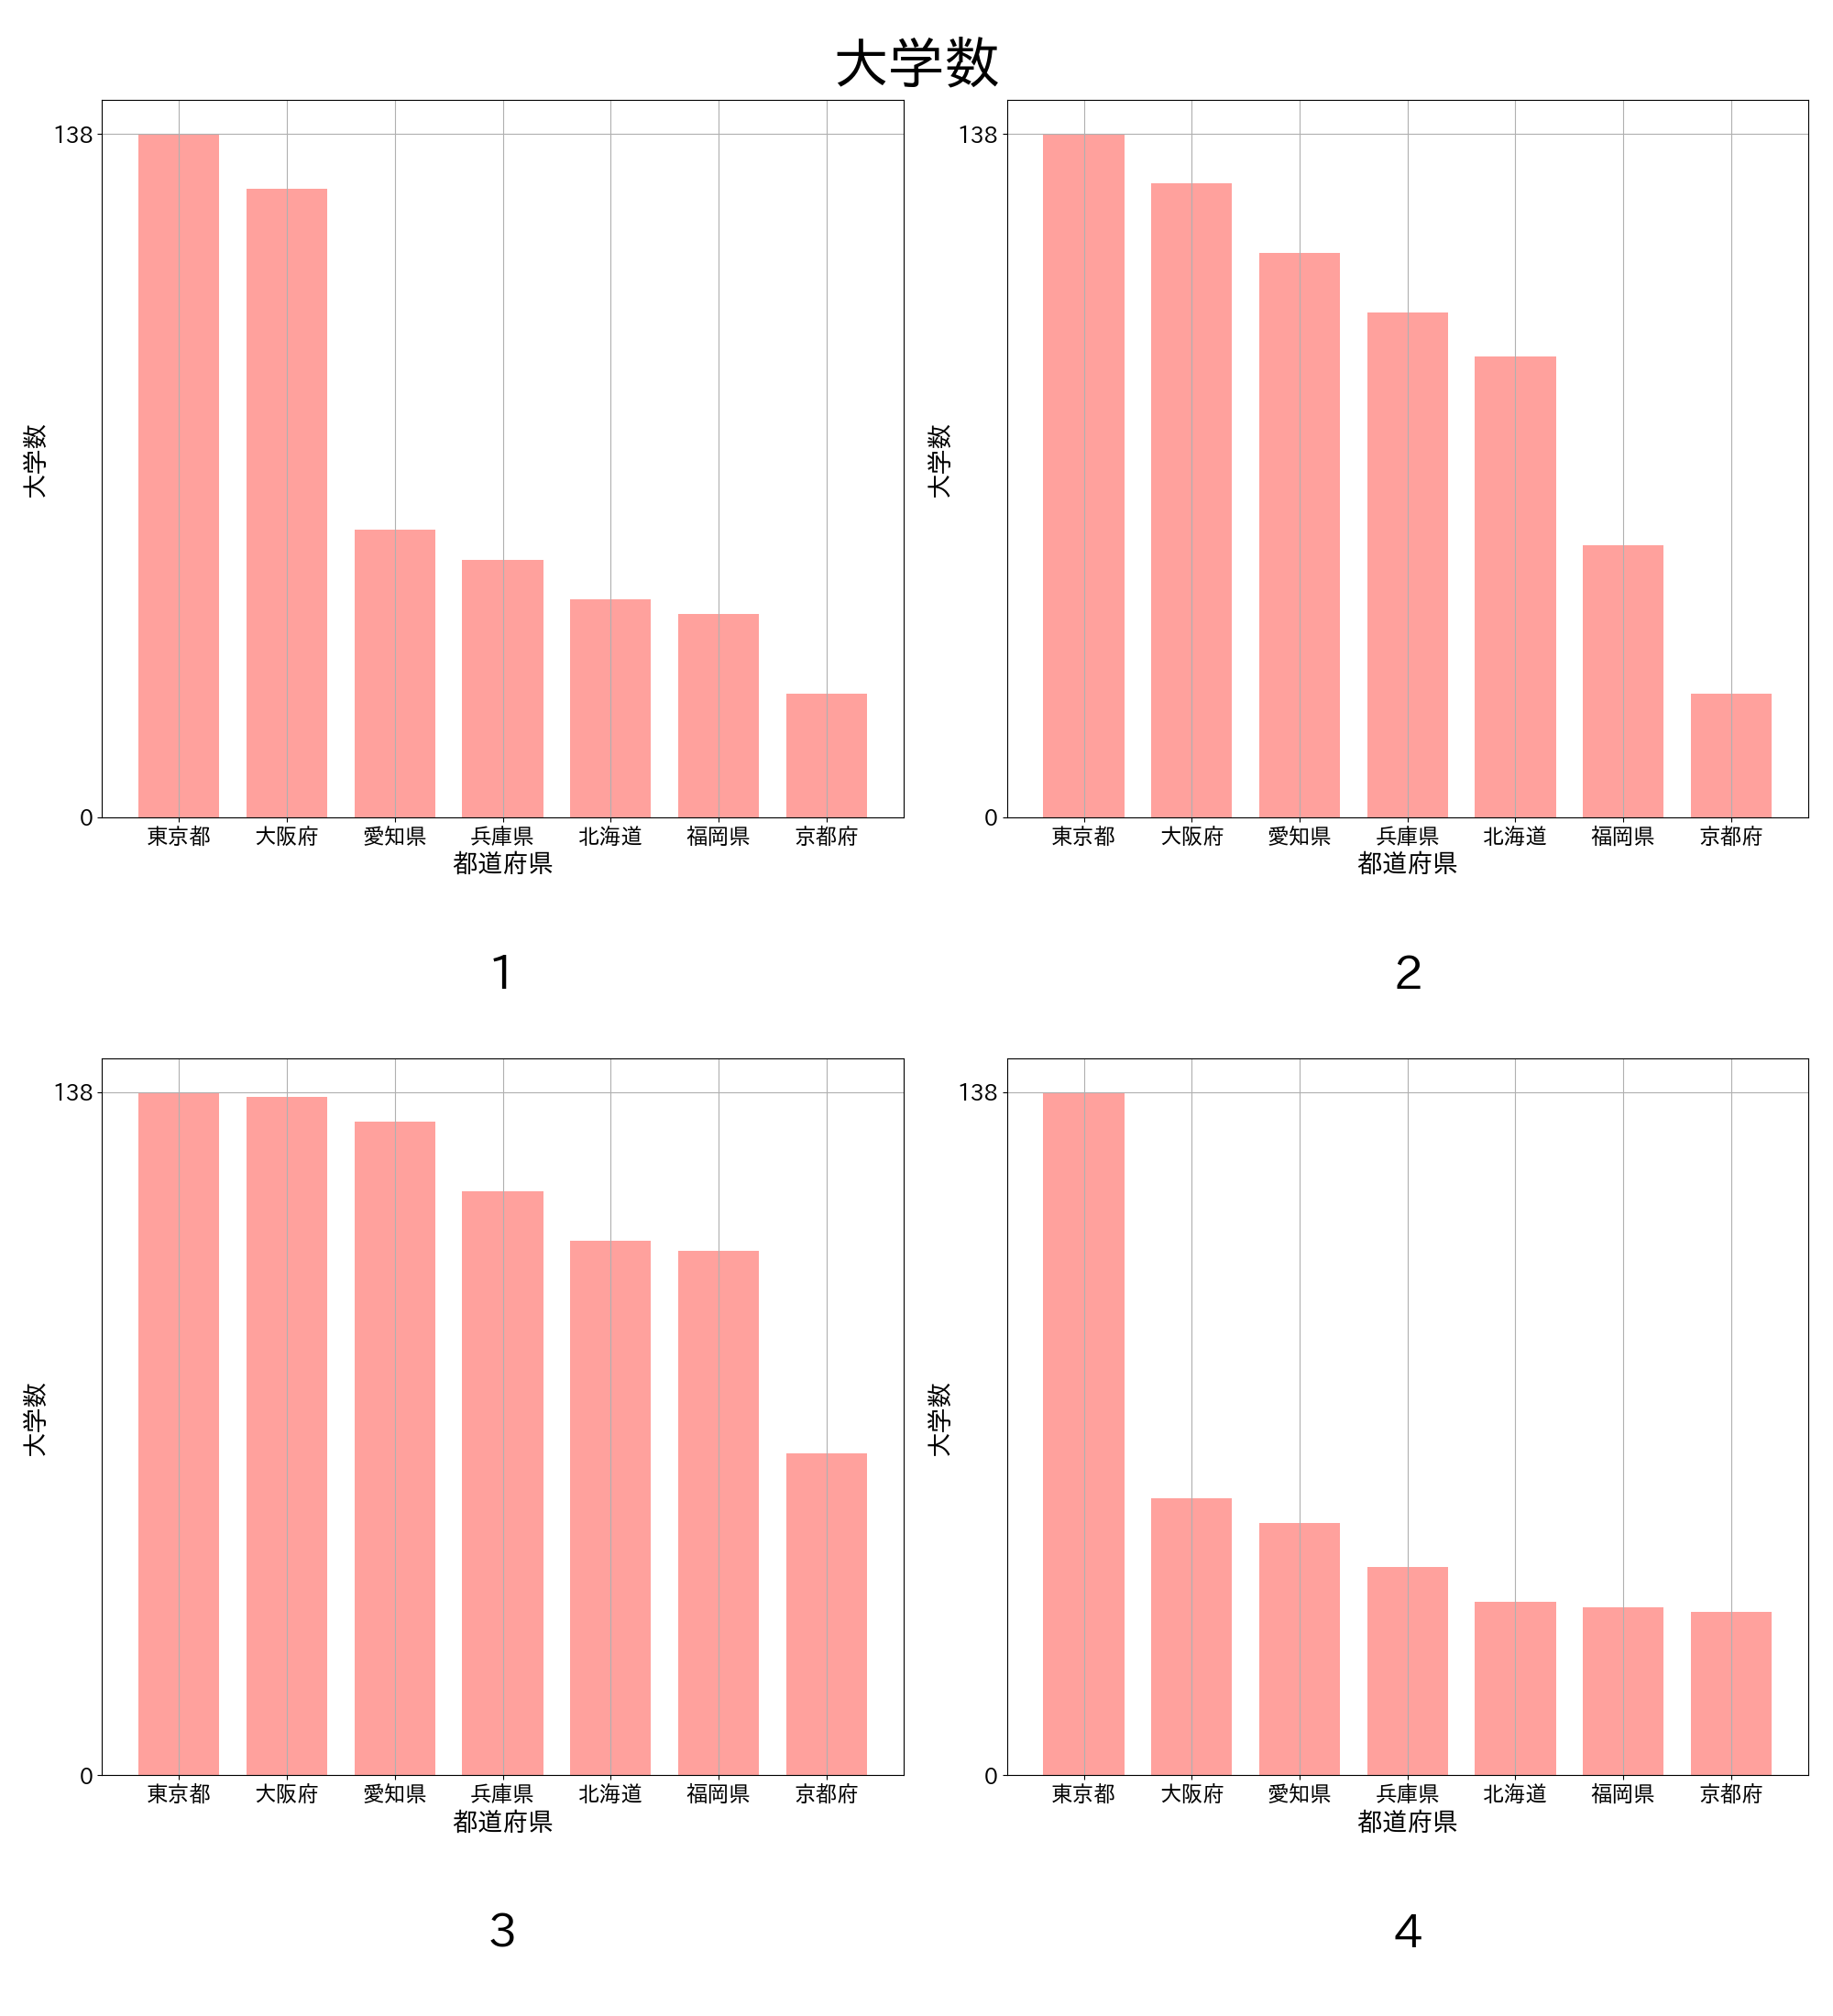 大学数
138
0
大学数
東京都 大阪府 愛知県 兵庫県 北海道 福岡県 京都府
都道府県
1
138
0
大学数
東京都 大阪府 愛知県 兵庫県 北海道 福岡県 京都府
都道府県
2
138
0
大学数
東京都 大阪府 愛知県 兵庫県 北海道 福岡県 京都府
都道府県
3
138
0
大学数
東京都 大阪府 愛知県 兵庫県 北海道 福岡県 京都府
都道府県
4